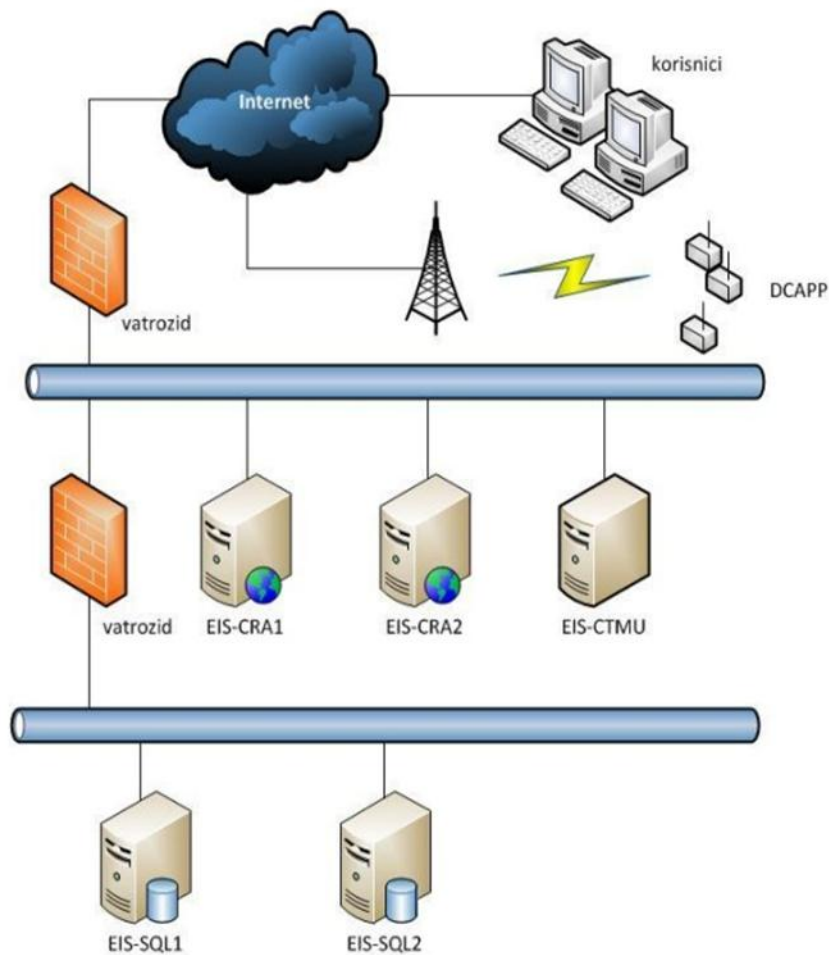 korisnici
Internet
DCAPP
vatrozid
vatrozid
EIS-CRA1
EIS-CRA2
EIS-CTMU
EIS-SQL1
EIS-SQL2